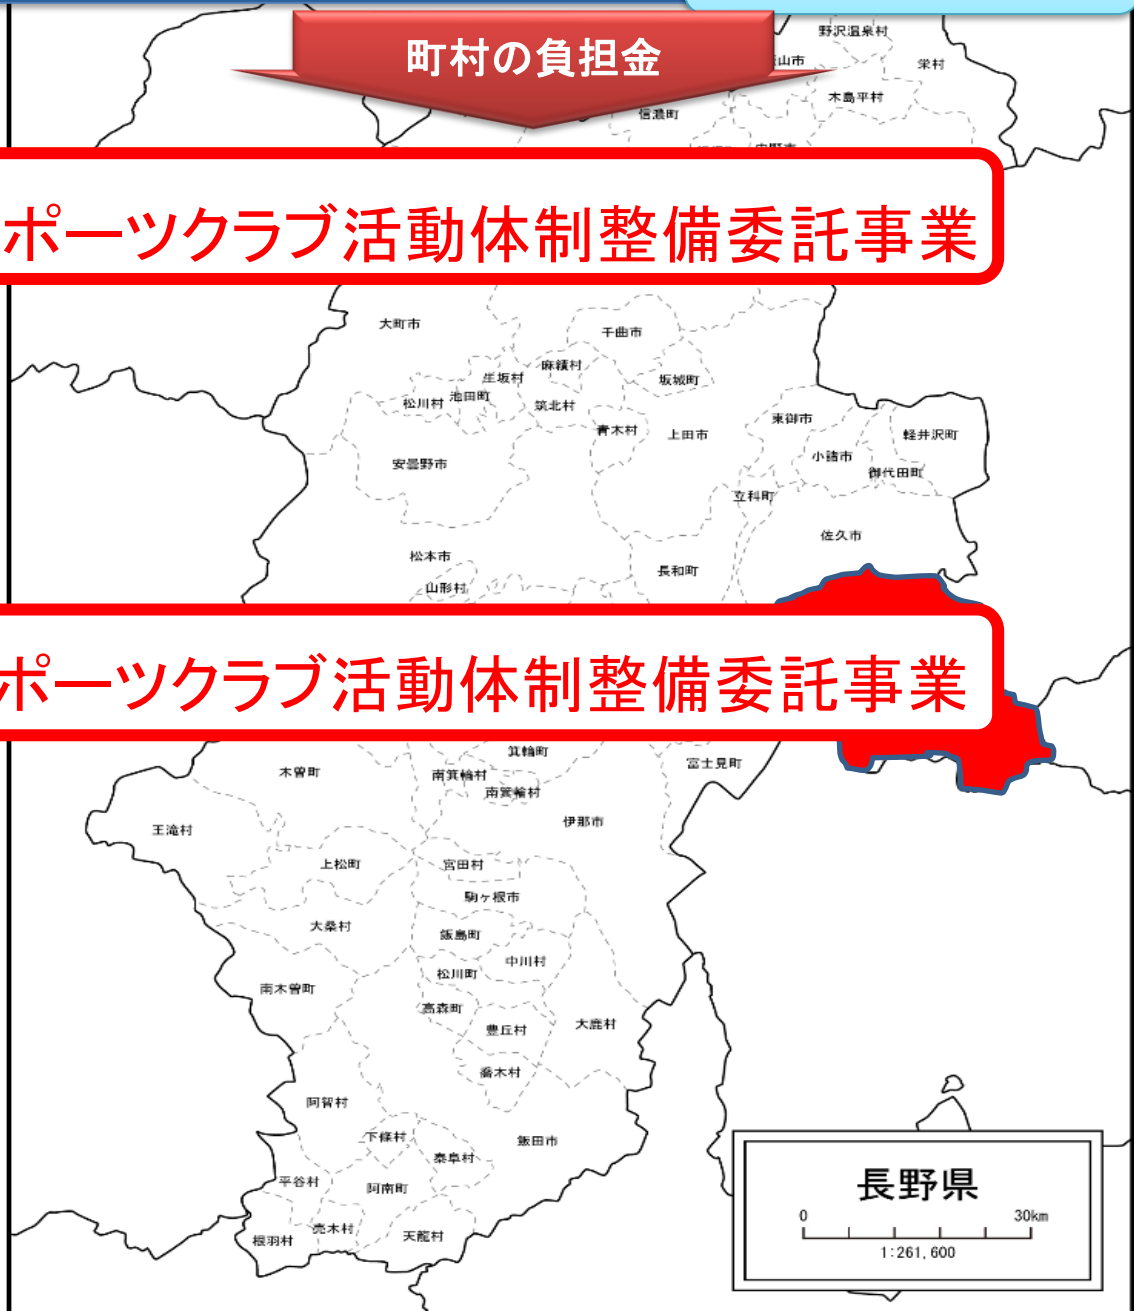 町村の負担金
野沢温泉村
山市
栄村
木島平村
信濃町
ポーツクラブ活動体制整備委託事業
大町市
千曲市
麻績村
生坂村
坂城町
池田町
松川村
筑北村
東御市
青木村
上田市
軽井沢町
小諸市
安曇野市
御代田町
立科町
佐久市
松本市
長和町
山形村
ポーツクラブ活動体制整備委託事業
箕輪町
富士見町
木曽町
南箕輪村
南箕輪村
伊那市
王滝村
上松町
宮田村
駒ヶ根市
大桑村
飯島町
中川村
松川町
南木曽町
高森町
大鹿村
豊丘村
喬木村
阿智村
下條村
飯田市
泰阜村
平谷村
阿南町
売木村
天龍村
根羽村
長野県
0 30km
1:261,600